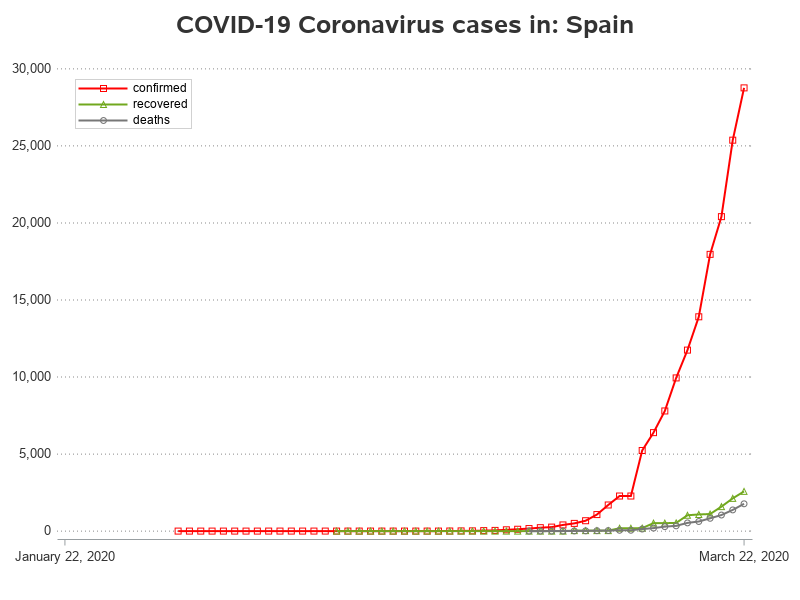 COVID-19 Coronavirus cases in: Spain
30,000
confirmed
recovered
deaths
25,000
20,000
15,000
10,000
5,000
0
January 22, 2020 March 22, 2020